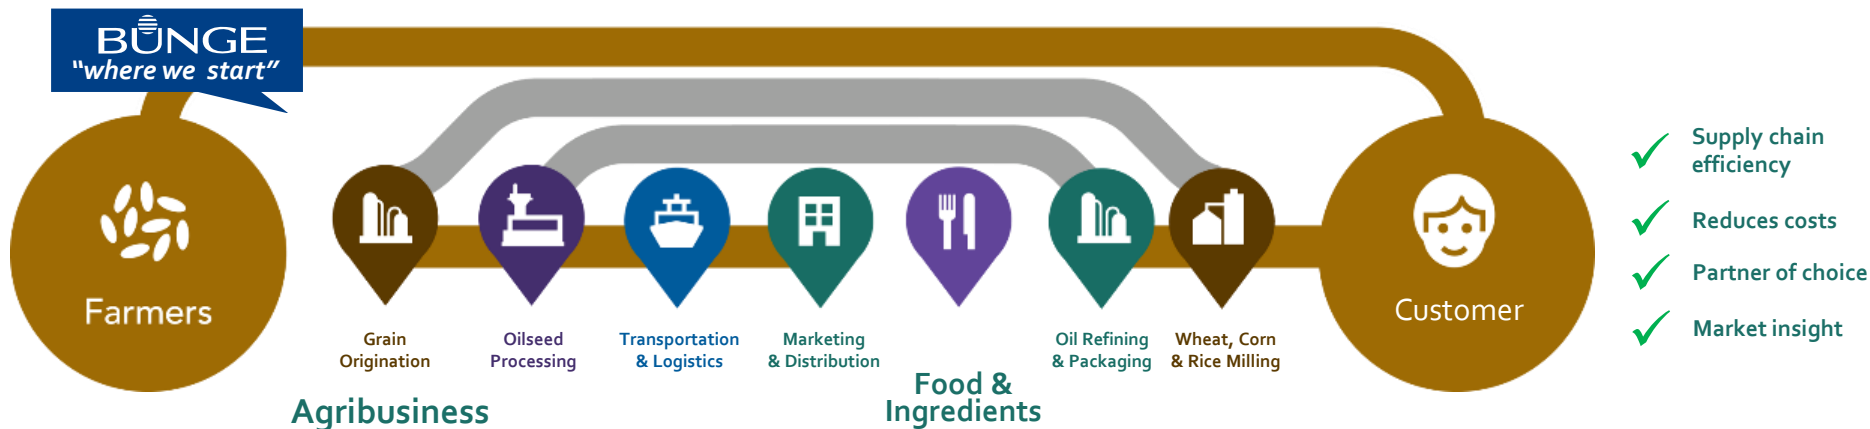 BUNGE
“where we start”
Farmers
Grain
Origination
Oilseed
Processing
Transportation
& Logistics
Marketing
& Distribution
Oil Refining
& Packaging
Wheat, Corn
& Rice Milling
Agribusiness
Food &
Ingredients
Customer
Supply chain
efficiency
Reduces costs
Partner of choice
Market insight